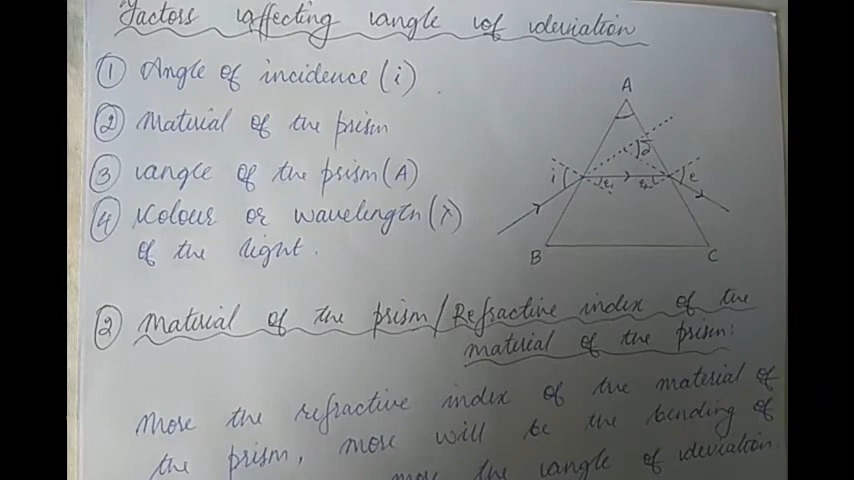 Factors affecting angle of deviation
① Angle of incidence (i)
② Material of the prism
③ angle of the prism (A)
④ Colour or wavelength (λ)
of the light.
A
δ
i
r₁
r₂
e
B
C
② Material of the prism / Refractive index of the
material of the prism:
More the refractive index of the material of
the prism, more will be the bending of
more the angle of deviation.